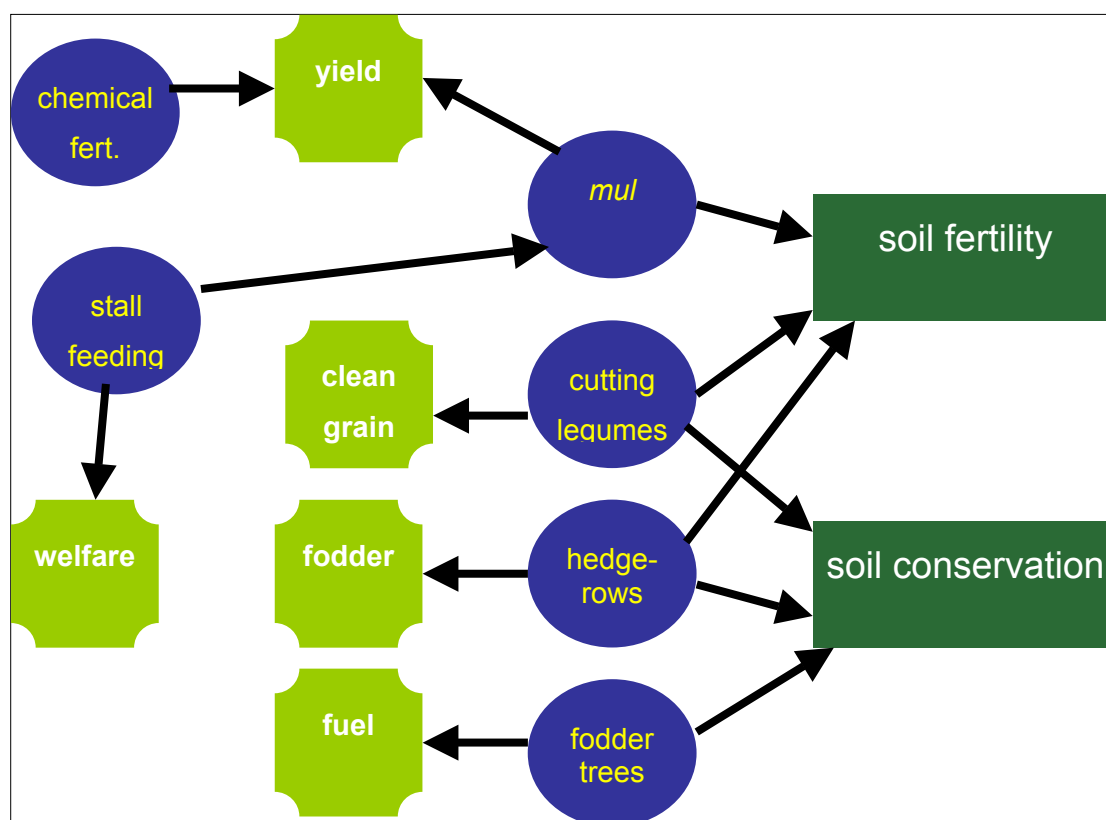 chemical
fert.
yield
mul
soil fertility
stall
feeding
clean
grain
cutting
legumes
welfare
fodder
hedge-
rows
soil conservation
fuel
fodder
trees